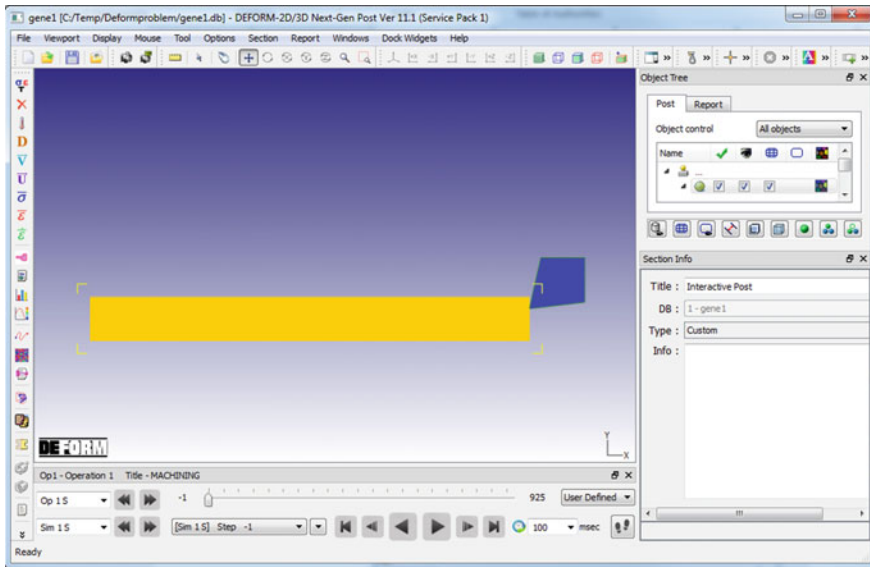 gene1 [C:/Temp/Deformproblem/gene1.db] - DEFORM-2D/3D Next-Gen Post Ver 11.1 (Service Pack 1)
File Viewport Display Mouse Tool Options Section Report Windows Dock Widgets Help
Object Tree
Post Report
Object control All objects
Name
...
Section Info
Title : Interactive Post
DB : 1 - gene1
Type : Custom
Info :
D
V
U
σ
ε
ε
Y
X
DEFORM
Op1 - Operation 1 Title - MACHINING
Op 1 S -1 925 User Defined
Sim 1 S [Sim 1 S] Step -1 100 msec
Ready